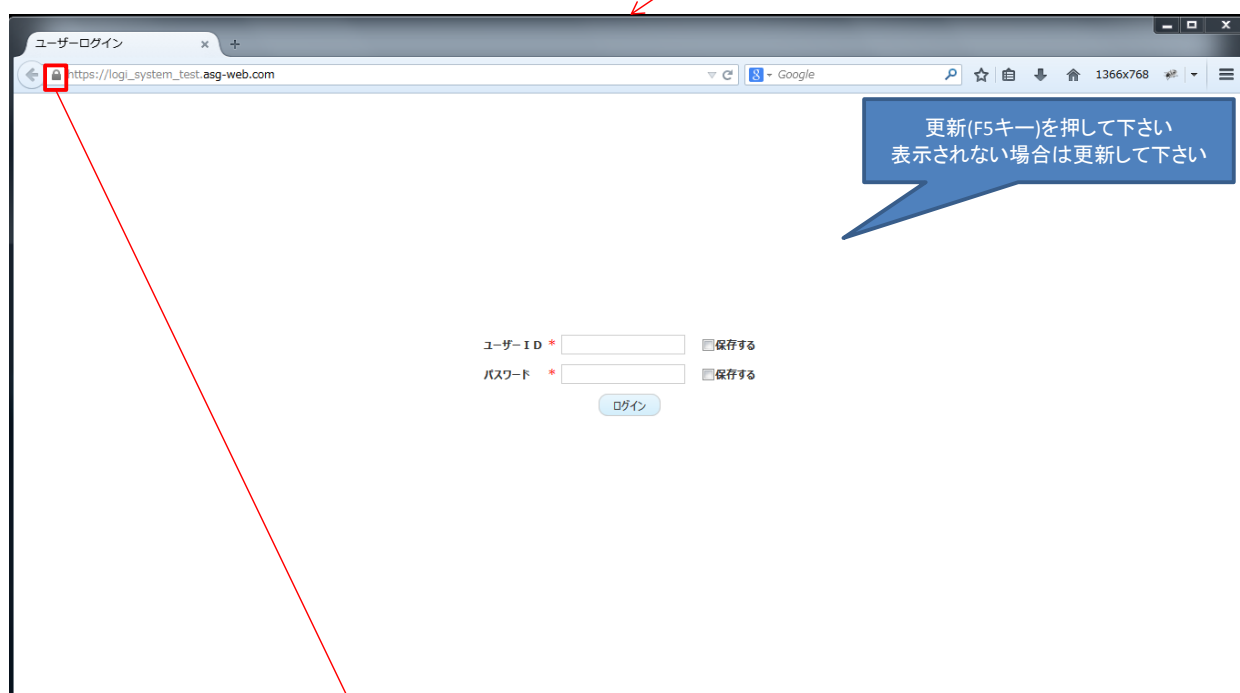 ユーザーログイン
https://logi_system_test.asg-web.com
Google
1366x768
更新(F5キー)を押して下さい
表示されない場合は更新して下さい
ユーザーＩＤ * 保存する
パスワード * 保存する
ログイン